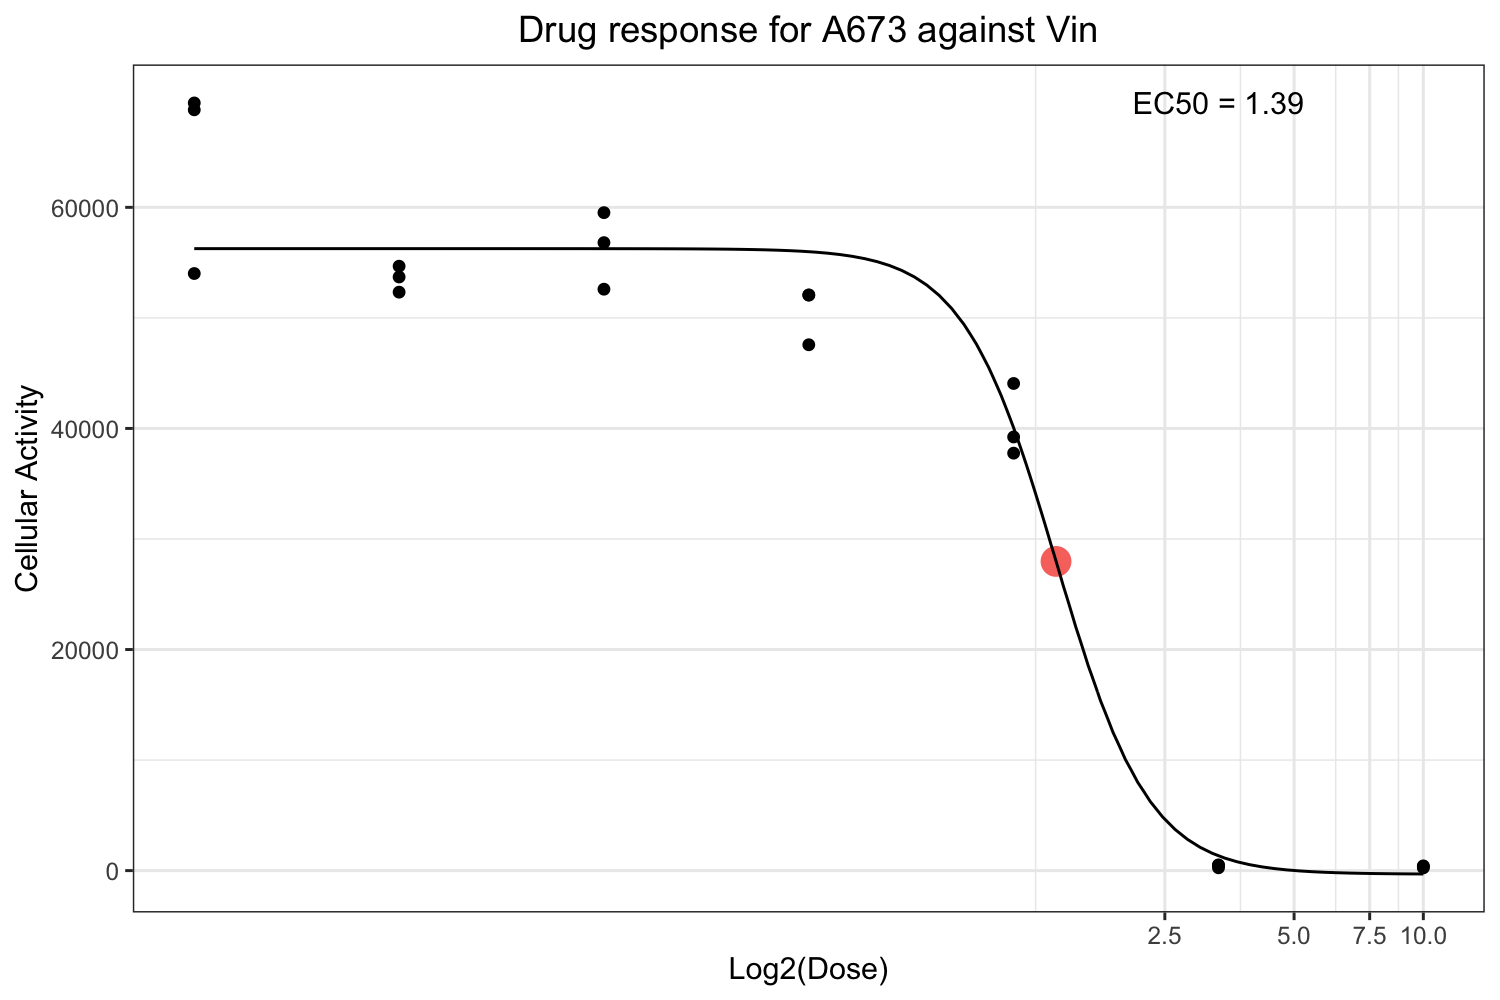 Drug response for A673 against Vin
EC50 = 1.39
60000
40000
20000
0
Cellular Activity
2.5 5.0 7.5 10.0
Log2(Dose)